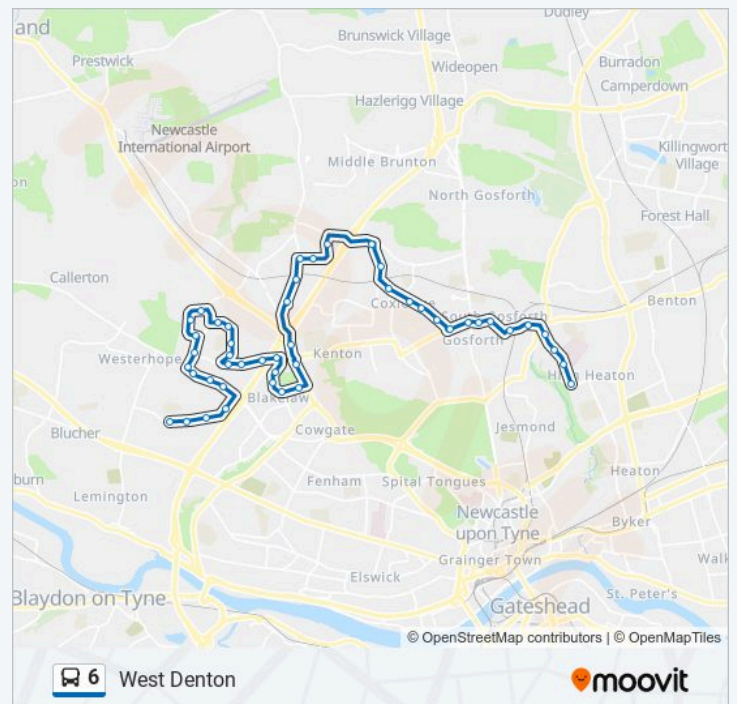 Dudley
and
Brunswick Village
Prestwick
Wideopen
Burradon
Camperdown
Hazlerigg Village
Newcastle
International Airport
Killingwort
Village
Middle Brunton
on
North Gosforth
Forest Hall
Callerton
Benton
Coxlodge
South Gosforth
Gosforth
Kenton
Westerhope
High Heaton
Blakelaw
Cowgate
Jesmond
Blucher
Heaton
burn
Fenham
Spital Tongues
Lemington
Newcastle
upon Tyne
Byker
Grainger Town
Walk
Elswick
Blaydon on Tyne
St. Peter's
Gateshead
© OpenStreetMap contributors | © OpenMapTiles
6 West Denton
moovit